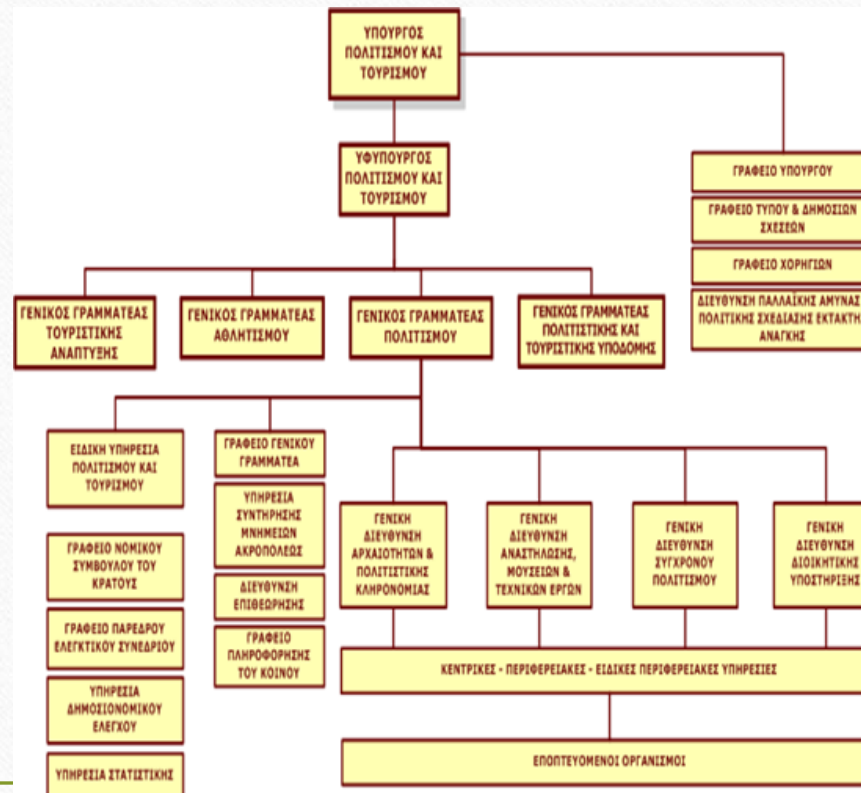 ΥΠΟΥΡΓΟΣ
ΠΟΛΙΤΙΣΜΟΥ ΚΑΙ
ΤΟΥΡΙΣΜΟΥ
ΥΦΥΠΟΥΡΓΟΣ
ΠΟΛΙΤΙΣΜΟΥ ΚΑΙ
ΤΟΥΡΙΣΜΟΥ
ΓΡΑΦΕΙΟ ΥΠΟΥΡΓΟΥ
ΓΡΑΦΕΙΟ ΤΥΠΟΥ & ΔΗΜΟΣΙΩΝ
ΣΧΕΣΕΩΝ
ΓΡΑΦΕΙΟ ΧΟΡΗΓΙΩΝ
ΔΙΕΥΘΥΝΣΗ ΠΑΛΛΑΪΚΗΣ ΑΜΥΝΑΣ
ΠΟΛΙΤΙΚΗΣ ΣΧΕΔΙΑΣΗΣ ΕΚΤΑΚΤΗ
ΑΝΑΓΚΗΣ
ΓΕΝΙΚΟΣ ΓΡΑΜΜΑΤΕΑΣ
ΤΟΥΡΙΣΤΙΚΗΣ
ΑΝΑΠΤΥΞΗΣ
ΓΕΝΙΚΟΣ ΓΡΑΜΜΑΤΕΑΣ
ΑΘΛΗΤΙΣΜΟΥ
ΓΕΝΙΚΟΣ ΓΡΑΜΜΑΤΕΑΣ
ΠΟΛΙΤΙΣΜΟΥ
ΓΕΝΙΚΟΣ ΓΡΑΜΜΑΤΕΑΣ
ΠΟΛΙΤΙΣΤΙΚΗΣ ΚΑΙ
ΤΟΥΡΙΣΤΙΚΗΣ ΥΠΟΔΟΜΗΣ
ΕΙΔΙΚΗ ΥΠΗΡΕΣΙΑ
ΠΟΛΙΤΙΣΜΟΥ ΚΑΙ
ΤΟΥΡΙΣΜΟΥ
ΓΡΑΦΕΙΟ ΝΟΜΙΚΟΥ
ΣΥΜΒΟΥΛΟΥ ΤΟΥ
ΚΡΑΤΟΥΣ
ΓΡΑΦΕΙΟ ΠΑΡΕΔΡΟΥ
ΕΛΕΓΚΤΙΚΟΥ ΣΥΝΕΔΡΙΟΥ
ΥΠΗΡΕΣΙΑ
ΔΗΜΟΣΙΟΝΟΜΙΚΟΥ
ΕΛΕΓΧΟΥ
ΥΠΗΡΕΣΙΑ ΣΤΑΤΙΣΤΙΚΗΣ
ΓΡΑΦΕΙΟ ΓΕΝΙΚΟΥ
ΓΡΑΜΜΑΤΕΑ
ΥΠΗΡΕΣΙΑ
ΣΥΝΤΗΡΗΣΗΣ
ΜΝΗΜΕΙΩΝ
ΑΚΡΟΠΟΛΕΩΣ
ΔΙΕΥΘΥΝΣΗ
ΕΠΙΘΕΩΡΗΣΗΣ
ΓΡΑΦΕΙΟ
ΠΛΗΡΟΦΟΡΗΣΗΣ
ΤΟΥ ΚΟΙΝΟΥ
ΓΕΝΙΚΗ
ΔΙΕΥΘΥΝΣΗ
ΑΡΧΑΙΟΤΗΤΩΝ &
ΠΟΛΙΤΙΣΤΙΚΗΣ
ΚΛΗΡΟΝΟΜΙΑΣ
ΓΕΝΙΚΗ
ΔΙΕΥΘΥΝΣΗ
ΑΝΑΣΤΗΛΩΣΗΣ,
ΜΟΥΣΕΙΩΝ &
ΤΕΧΝΙΚΩΝ ΕΡΓΩΝ
ΓΕΝΙΚΗ
ΔΙΕΥΘΥΝΣΗ
ΣΥΓΧΡΟΝΟΥ
ΠΟΛΙΤΙΣΜΟΥ
ΓΕΝΙΚΗ
ΔΙΕΥΘΥΝΣΗ
ΔΙΟΙΚΗΤΙΚΗΣ
ΥΠΟΣΤΗΡΙΞΗΣ
ΚΕΝΤΡΙΚΕΣ - ΠΕΡΙΦΕΡΕΙΑΚΕΣ - ΕΙΔΙΚΕΣ ΠΕΡΙΦΕΡΕΙΑΚΕΣ ΥΠΗΡΕΣΙΕΣ
ΕΠΟΠΤΕΥΟΜΕΝΟΙ ΟΡΓΑΝΙΣΜΟΙ